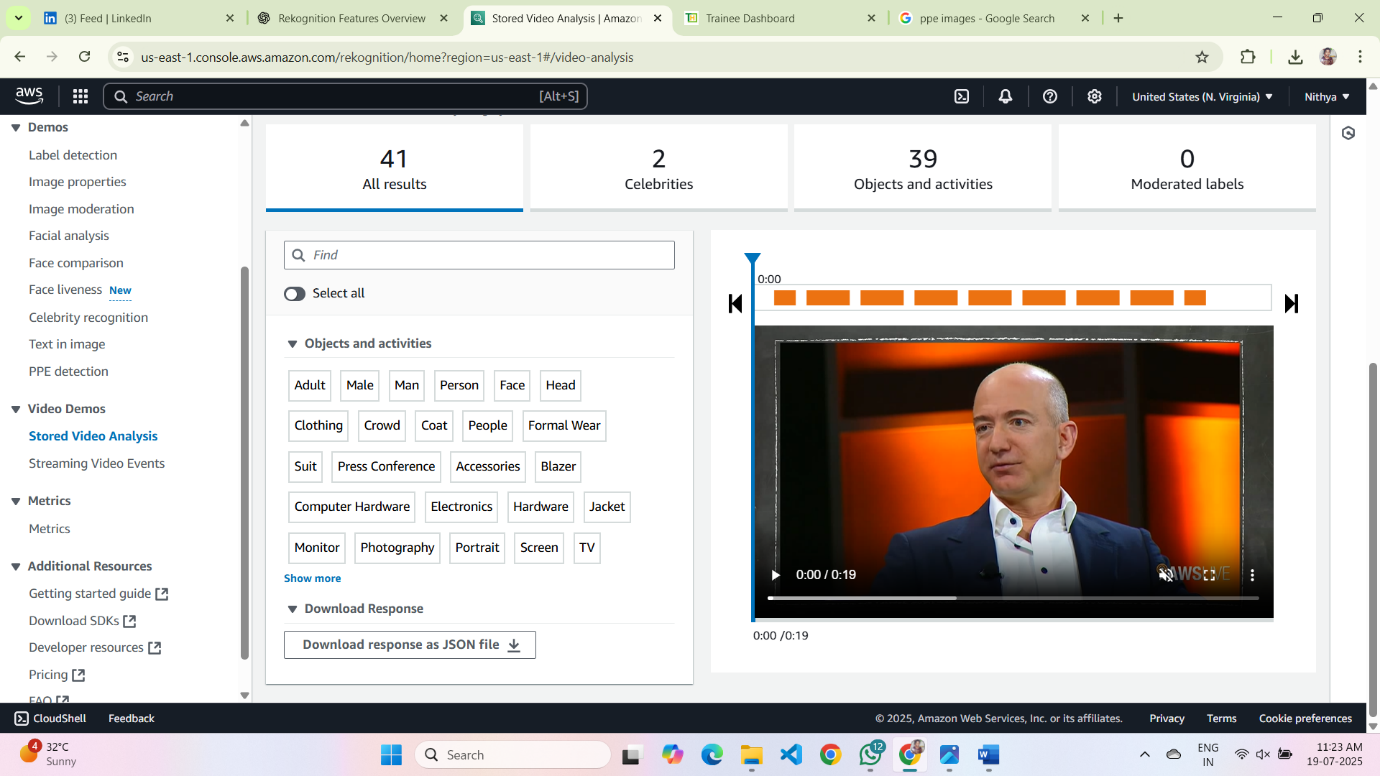 (3) Feed | LinkedIn
Rekognition Features Overview
Stored Video Analysis | Amazon
Trainee Dashboard
ppe images - Google Search
us-east-1.console.aws.amazon.com/rekognition/home?region=us-east-1#/video-analysis
aws
Search [Alt+S]
United States (N. Virginia)
Nithya
Demos
Label detection
Image properties
Image moderation
Facial analysis
Face comparison
Face liveness New
Celebrity recognition
Text in image
PPE detection
Video Demos
Stored Video Analysis
Streaming Video Events
Metrics
Metrics
Additional Resources
Getting started guide
Download SDKs
Developer resources
Pricing
FAQ
41
All results
2
Celebrities
39
Objects and activities
0
Moderated labels
Find
Select all
Objects and activities
Adult Male Man Person Face Head
Clothing Crowd Coat People Formal Wear
Suit Press Conference Accessories Blazer
Computer Hardware Electronics Hardware Jacket
Monitor Photography Portrait Screen TV
Show more
Download Response
Download response as JSON file
0:00
0:00 / 0:19
AWSLIVE
0:00 /0:19
CloudShell Feedback
© 2025, Amazon Web Services, Inc. or its affiliates. Privacy Terms Cookie preferences
4
32°C
Sunny
Search
12
ENG
IN
11:23 AM
19-07-2025